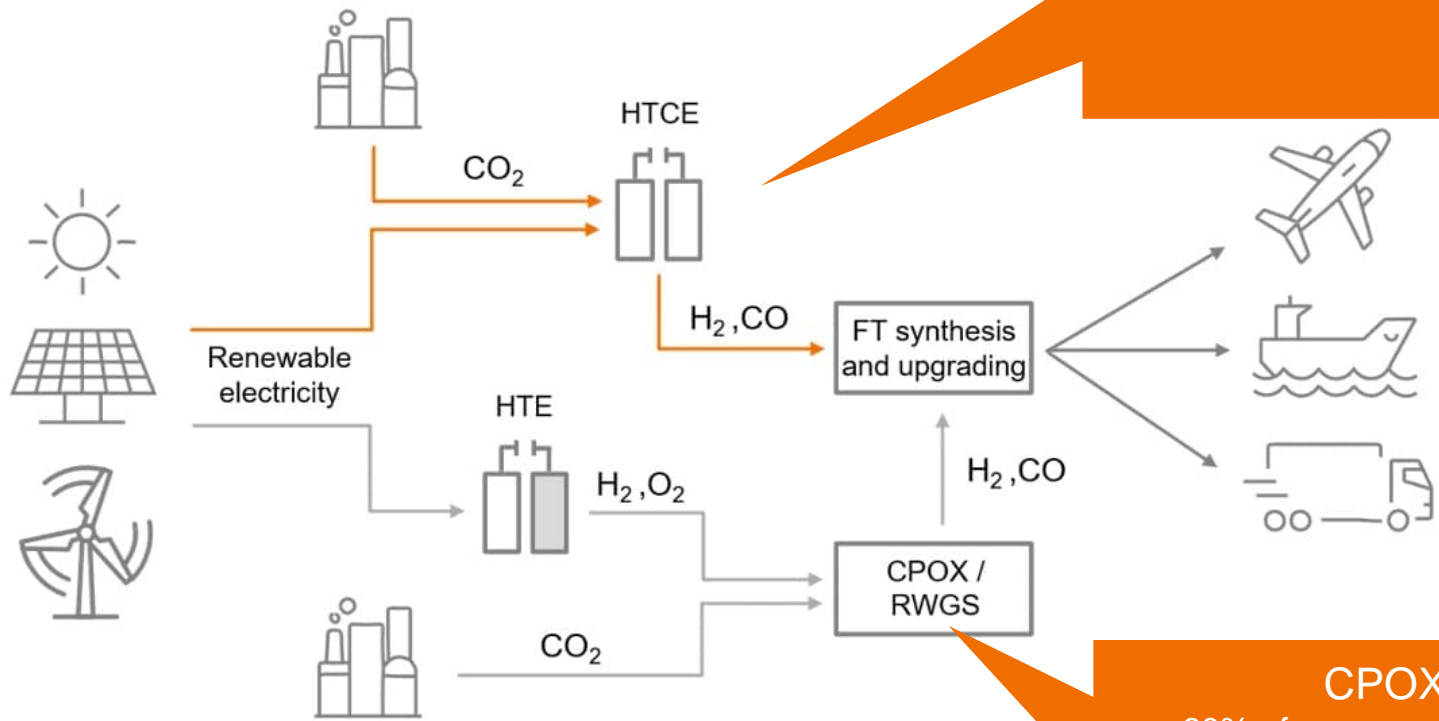 HTCE
CO₂
H₂,CO
FT synthesis
and upgrading
Renewable
electricity
HTE
H₂,O₂
H₂,CO
CPOX /
RWGS
CO₂
CPOX